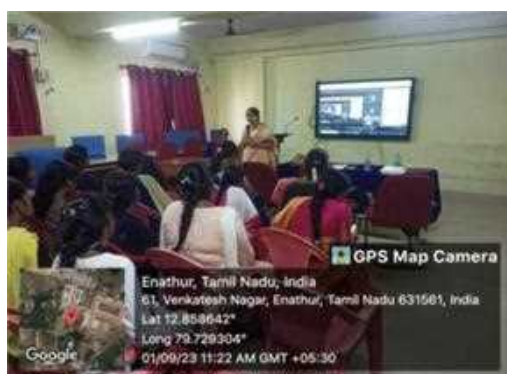 GPS Map Camera
Enathur, Tamil Nadu, India
61, Venkatesh Nagar, Enathur, Tamil Nadu 631561, India
Lat 12.858642°
Long 79.729304°
01/09/23 11:22 AM GMT +05:30
Google